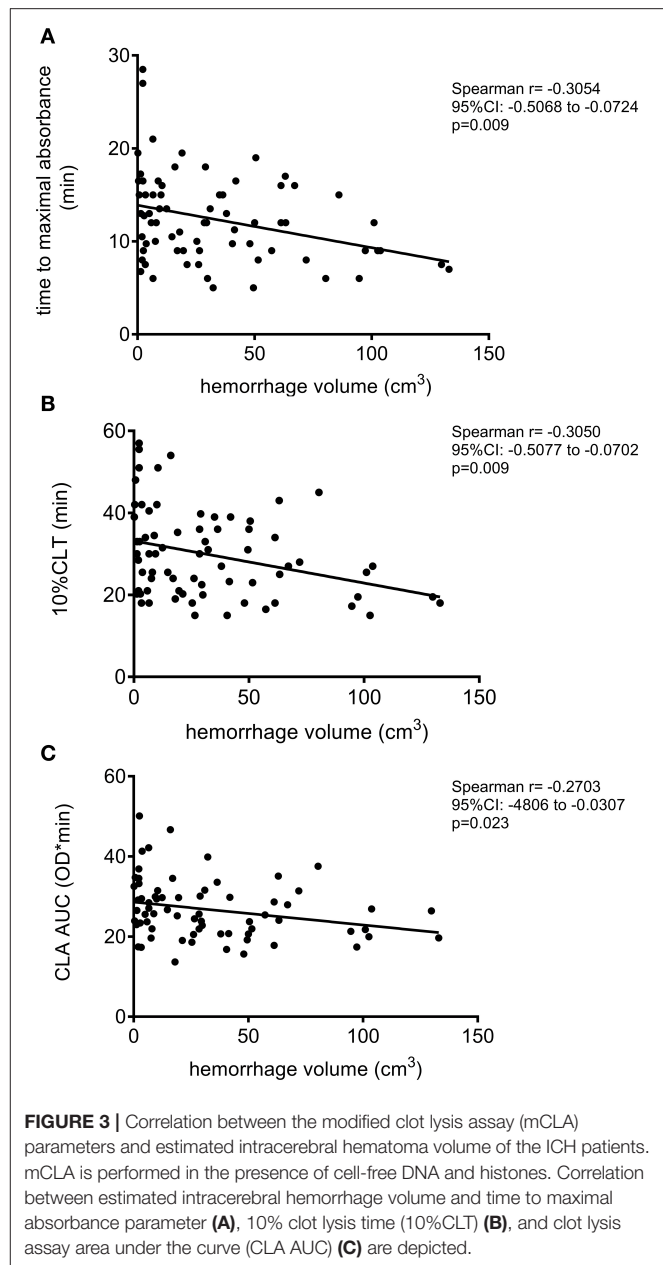 A
30
20
10
0
time to maximal absorbance
(min)
Spearman r= -0.3054
95%CI: -0.5068 to -0.0724
p=0.009
0 50 100 150
hemorrhage volume (cm³)
B
60
40
20
0
10%CLT (min)
Spearman r= -0.3050
95%CI: -0.5077 to -0.0702
p=0.009
0 50 100 150
hemorrhage volume (cm³)
C
60
40
20
0
CLA AUC (OD*min)
Spearman r= -0.2703
95%CI: -4806 to -0.0307
p=0.023
0 50 100 150
hemorrhage volume (cm³)
FIGURE 3 | Correlation between the modified clot lysis assay (mCLA)
parameters and estimated intracerebral hematoma volume of the ICH patients.
mCLA is performed in the presence of cell-free DNA and histones. Correlation
between estimated intracerebral hemorrhage volume and time to maximal
absorbance parameter (A), 10% clot lysis time (10%CLT) (B), and clot lysis
assay area under the curve (CLA AUC) (C) are depicted.